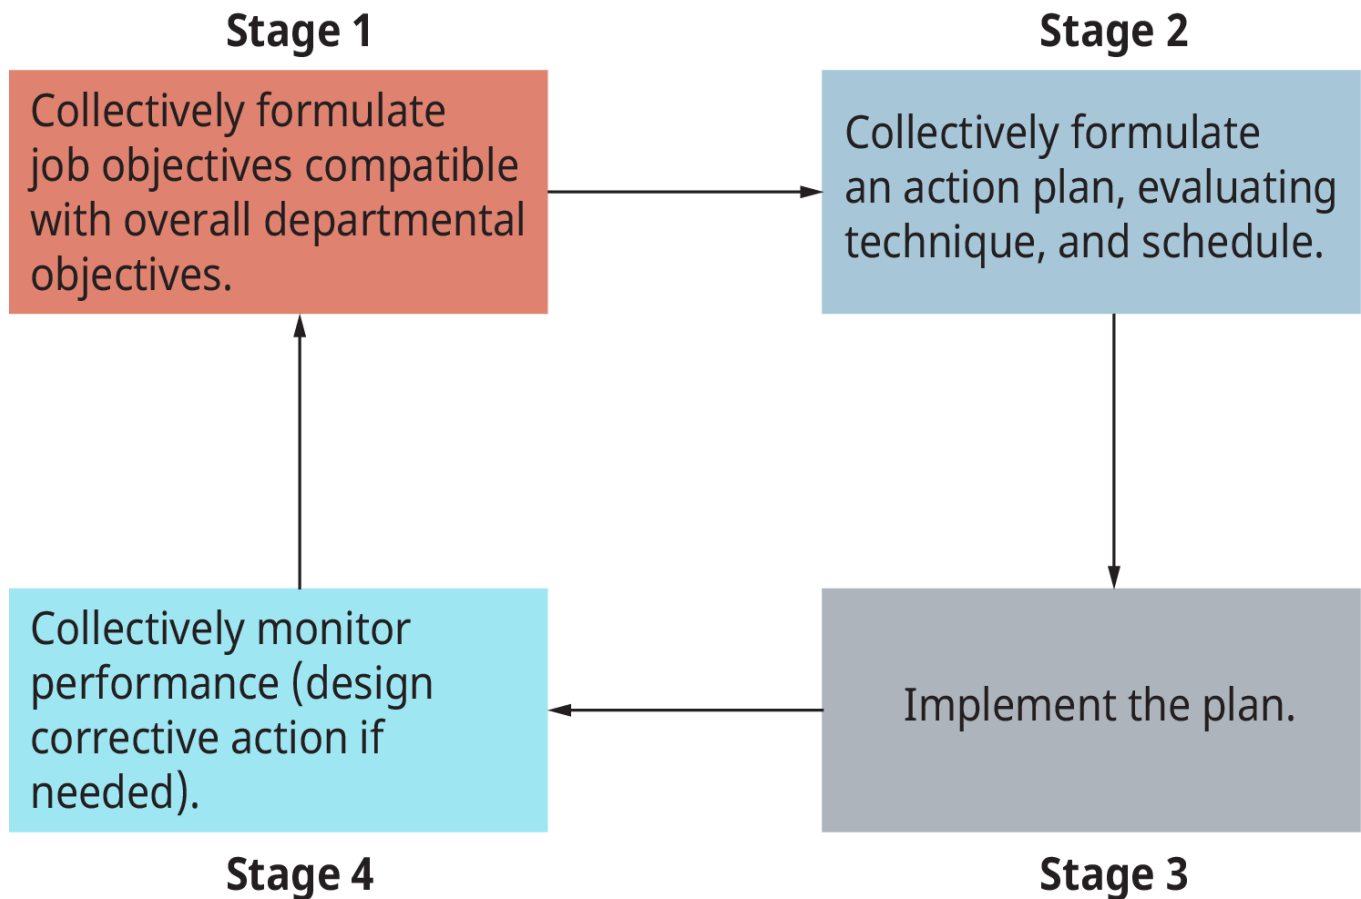 Stage 1
Collectively formulate
job objectives compatible
with overall departmental
objectives.
Stage 2
Collectively formulate
an action plan, evaluating
technique, and schedule.
Implement the plan.
Stage 3
Collectively monitor
performance (design
corrective action if
needed).
Stage 4